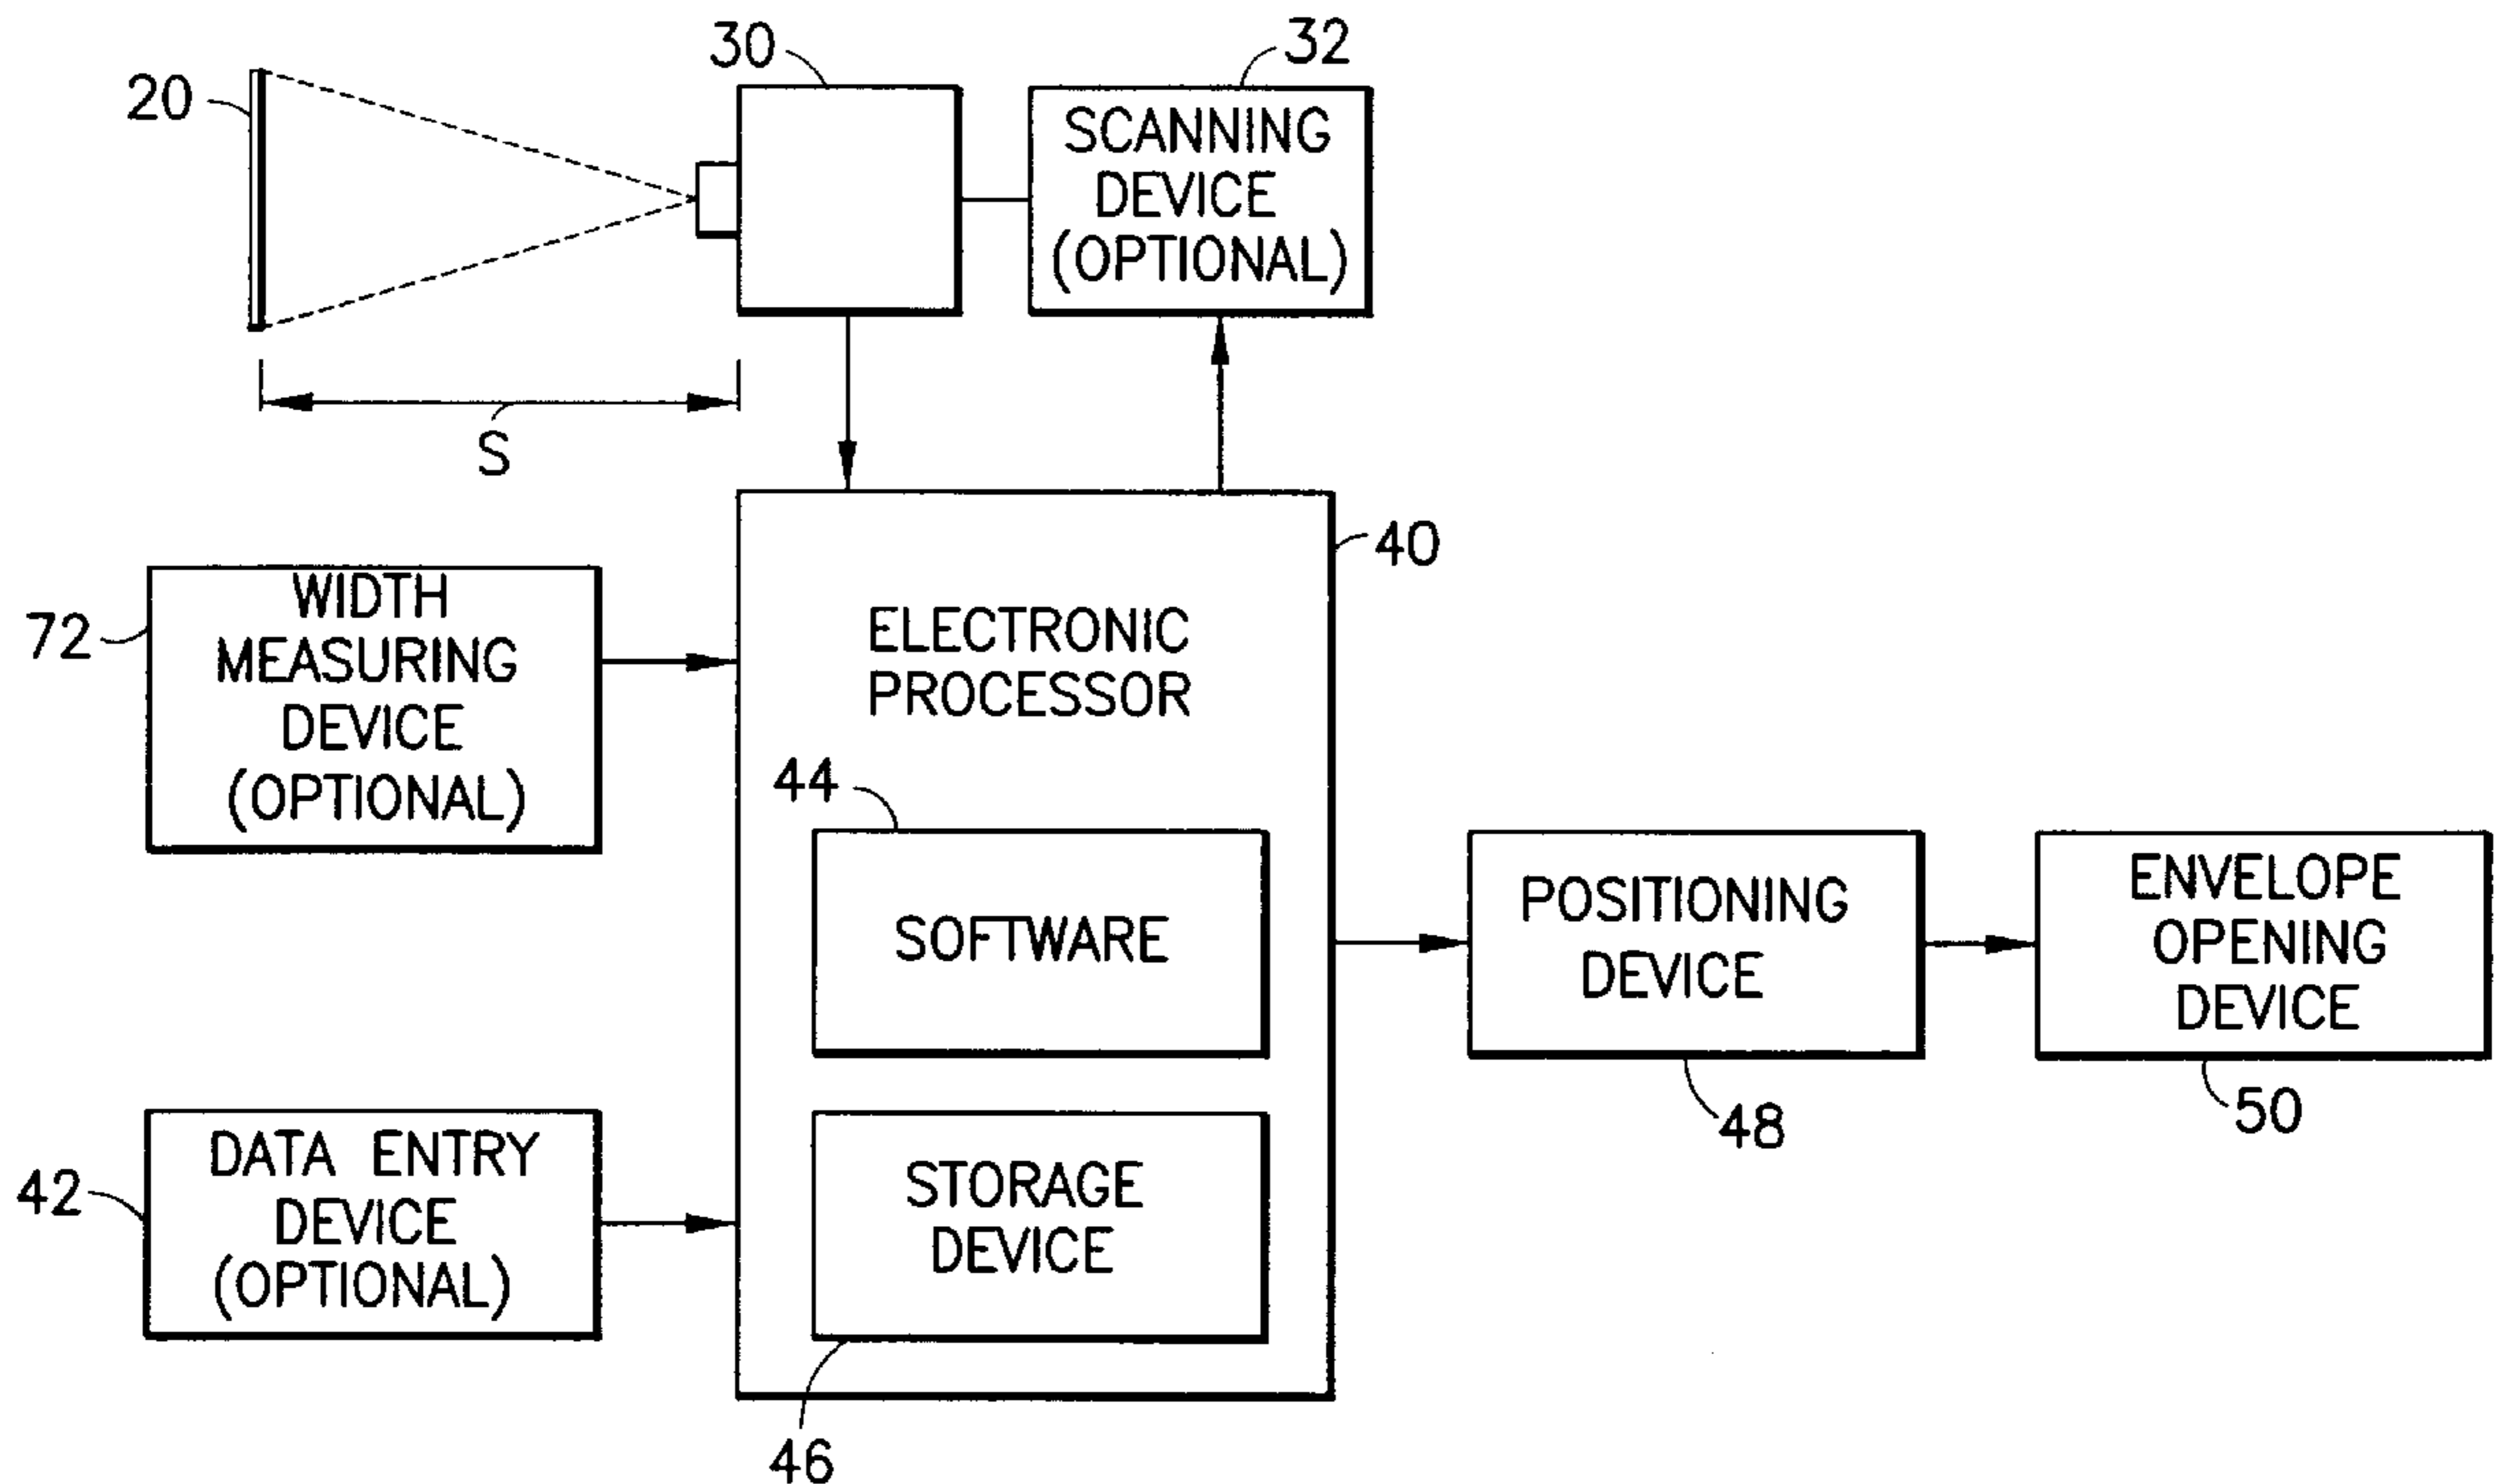 30
32
20
SCANNING
DEVICE
(OPTIONAL)
S
40
72
WIDTH
MEASURING
DEVICE
(OPTIONAL)
ELECTRONIC
PROCESSOR
44
SOFTWARE
POSITIONING
DEVICE
ENVELOPE
OPENING
DEVICE
48
50
42
DATA ENTRY
DEVICE
(OPTIONAL)
STORAGE
DEVICE
46